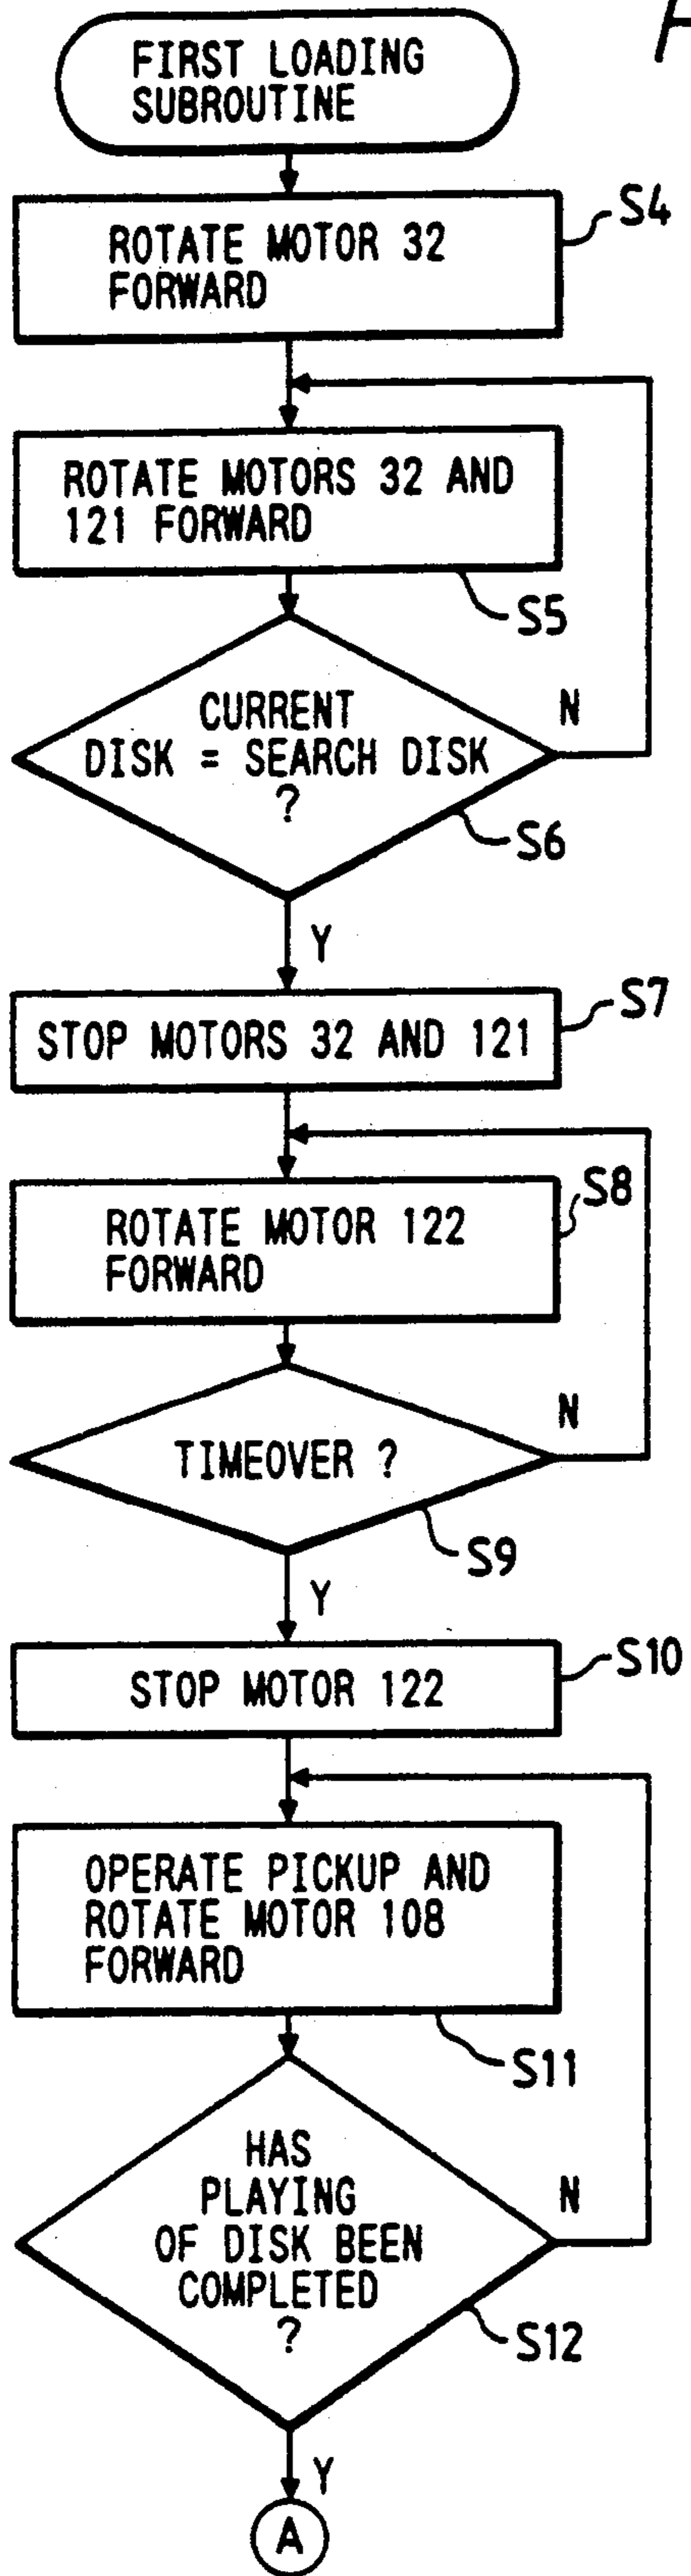 FIRST LOADING
SUBROUTINE
S4
ROTATE MOTOR 32
FORWARD
ROTATE MOTORS 32 AND
121 FORWARD
S5
CURRENT
DISK = SEARCH DISK
?
N
S6
Y
S7
STOP MOTORS 32 AND 121
S8
ROTATE MOTOR 122
FORWARD
N
TIMEOVER ?
S9
Y
S10
STOP MOTOR 122
OPERATE PICKUP AND
ROTATE MOTOR 108
FORWARD
S11
HAS
PLAYING
N
OF DISK BEEN
COMPLETED
?
S12
Y
A